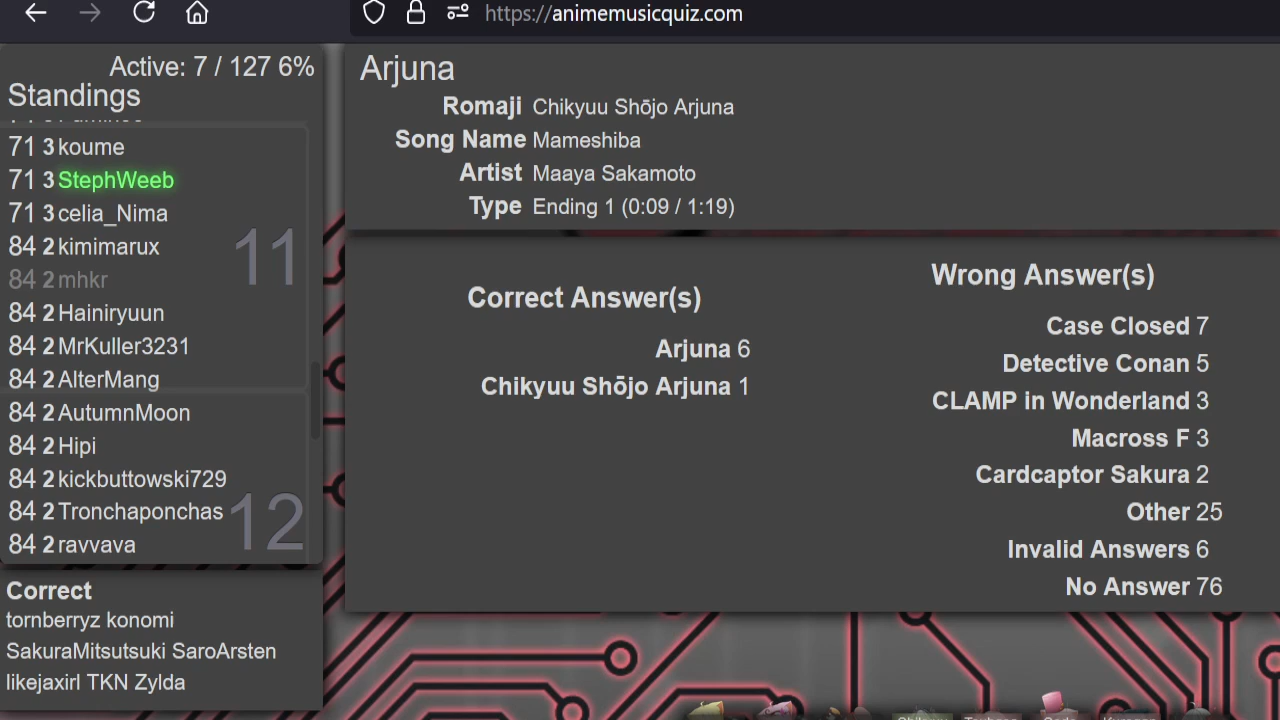 https://animemusicquiz.com
Active: 7 / 127 6%
Standings
71 3 koume
71 3 StephWeeb
71 3 celia_Nima
84 2 kimimarux
11
84 2 mhkr
84 2 Hainiryuun
84 2 MrKuller3231
84 2 AlterMang
84 2 AutumnMoon
84 2 Hipi
84 2 kickbuttowski729
84 2 Tronchaponchas
12
84 2 ravvava
Correct
tornberryz konomi
SakuraMitsutsuki SaroArsten
likejaxirl TKN Zylda
Arjuna
Romaji Chikyuu Shōjo Arjuna
Song Name Mameshiba
Artist Maaya Sakamoto
Type Ending 1 (0:09 / 1:19)
Correct Answer(s)
Arjuna 6
Chikyuu Shōjo Arjuna 1
Wrong Answer(s)
Case Closed 7
Detective Conan 5
CLAMP in Wonderland 3
Macross F 3
Cardcaptor Sakura 2
Other 25
Invalid Answers 6
No Answer 76